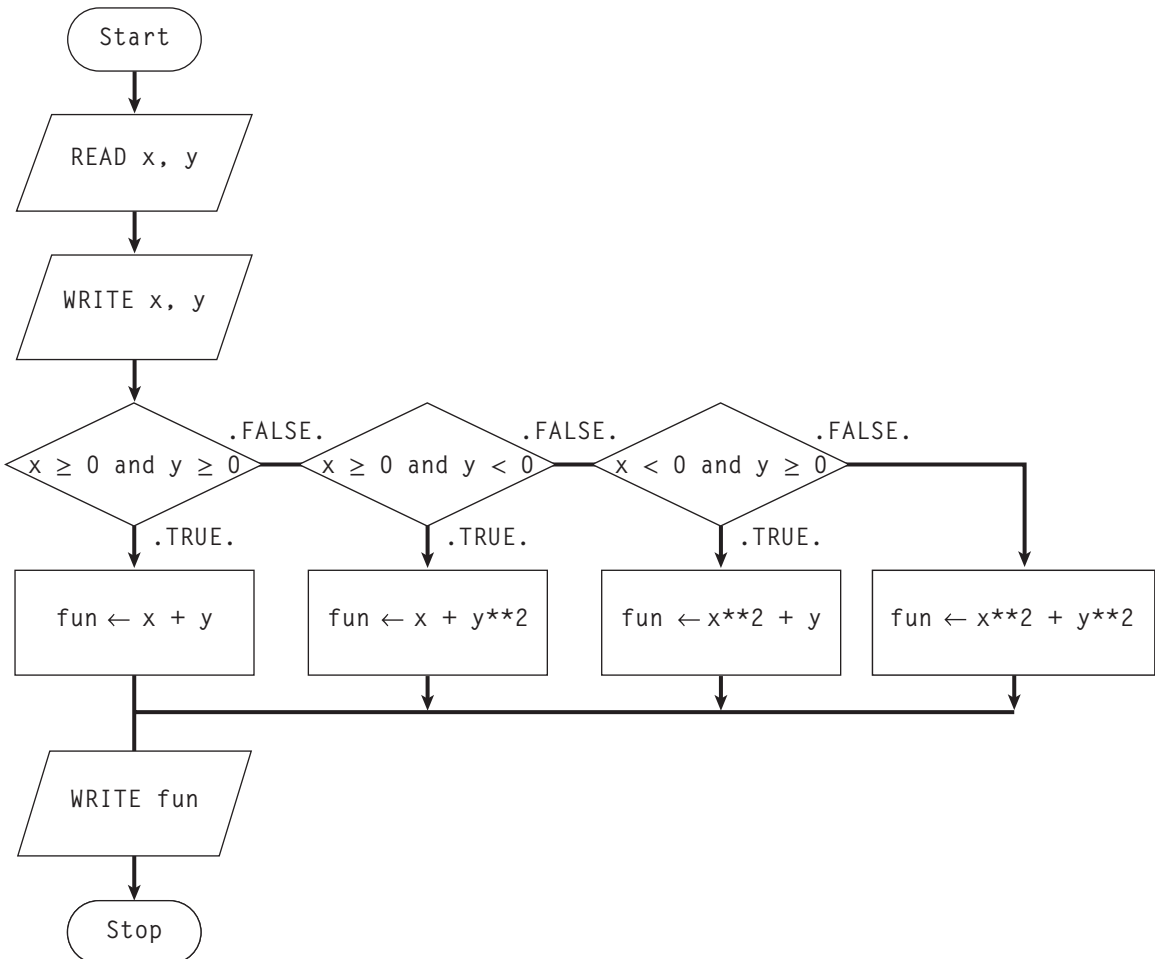 Start
READ x, y
WRITE x, y
.FALSE. .FALSE. .FALSE.
x ≥ 0 and y ≥ 0 x ≥ 0 and y < 0 x < 0 and y ≥ 0
.TRUE. .TRUE. .TRUE.
fun ← x + y fun ← x + y**2 fun ← x**2 + y fun ← x**2 + y**2
WRITE fun
Stop